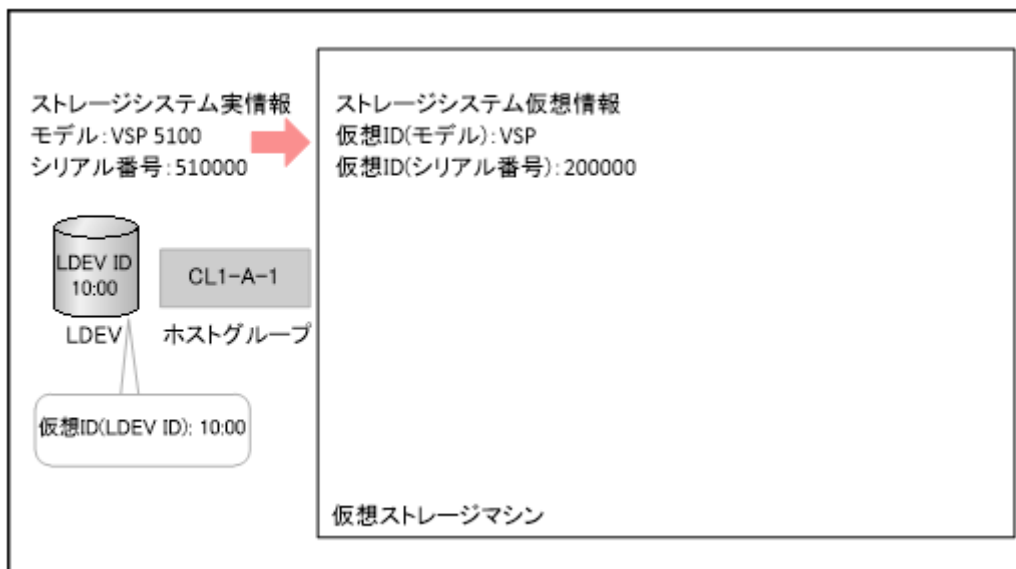 ストレージシステム実情報
モデル:VSP 5100
シリアル番号:510000
ストレージシステム仮想情報
仮想ID(モデル):VSP
仮想ID(シリアル番号):200000
LDEV ID
10:00
LDEV
CL1-A-1
ホストグループ
仮想ID(LDEV ID): 10:00
仮想ストレージマシン